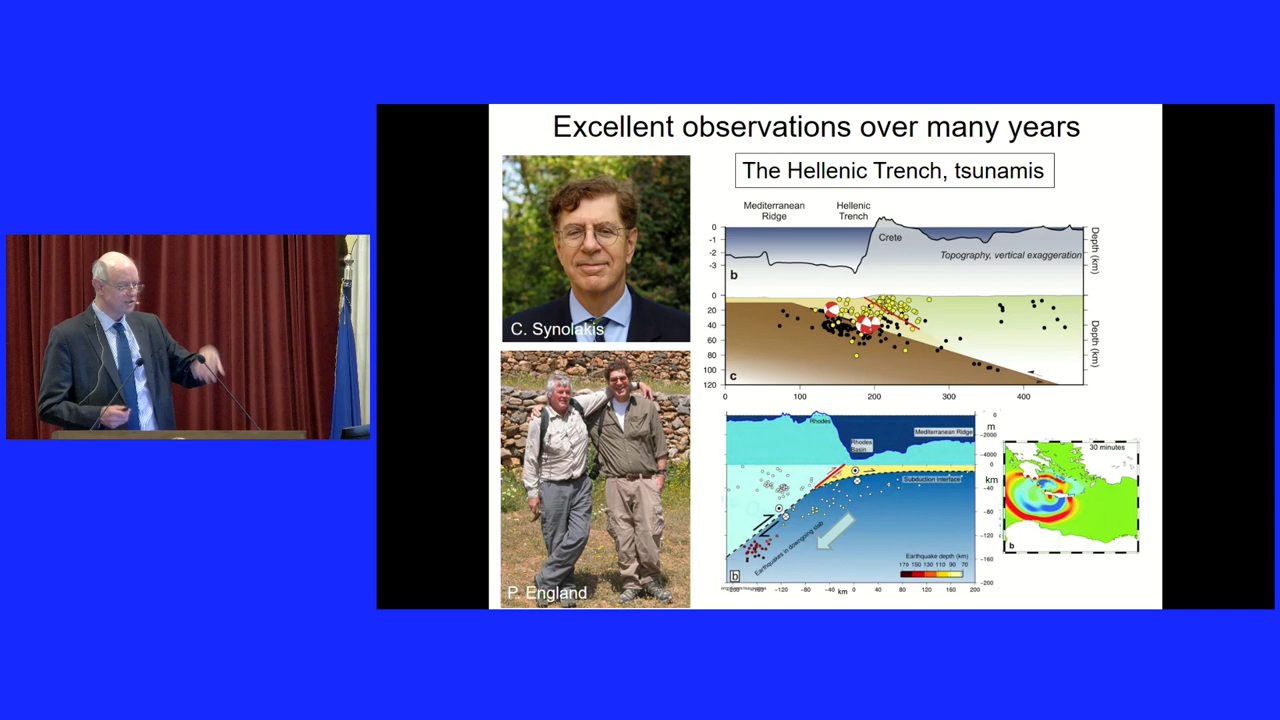 Excellent observations over many years
The Hellenic Trench, tsunamis
C. Synolakis
P. England
Mediterranean
Ridge
Hellenic
Trench
Crete
Topography, vertical exaggeration
0
-1
-2
-3
b
Depth (km)
0
20
40
60
80
100
120
c
Depth (km)
0
100
200
300
400
Rhodes
Rhodes
Basin
Mediterranean Ridge
Subduction interface
Earthquakes in downgoing slab
Earthquake depth (km)
170 150 130 110 90 70
b
0
m
-2000
-4000
0
km
-40
-80
-120
-160
-200
-200
-160
-120
-80
-40
km
0
40
80
120
160
200
30 minutes
b